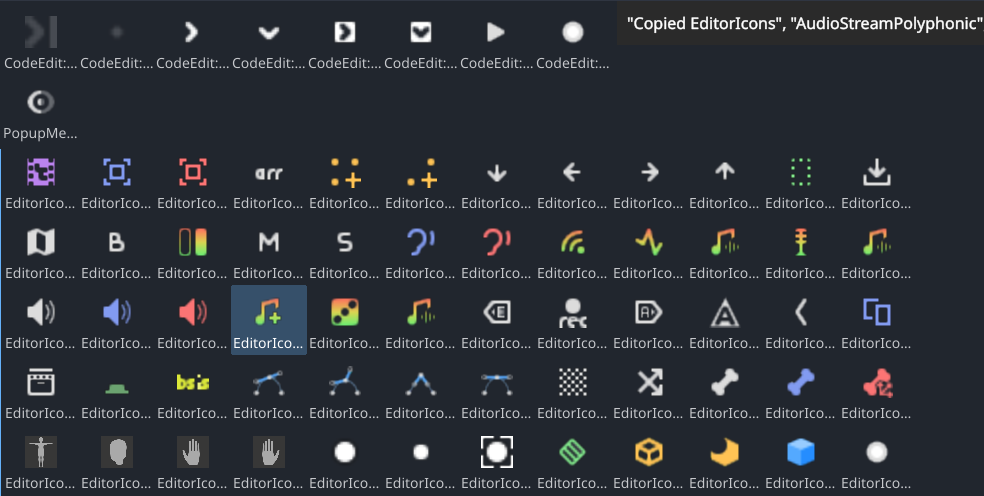 "Copied EditorIcons", "AudioStreamPolyphonic"
CodeEdit:... CodeEdit:... CodeEdit:... CodeEdit:... CodeEdit:... CodeEdit:... CodeEdit:... CodeEdit:...
PopupMe...
arr
EditorIco... EditorIco... EditorIco... EditorIco... EditorIco... EditorIco... EditorIco... EditorIco... EditorIco... EditorIco... EditorIco... EditorIco...
B M S
EditorIco... EditorIco... EditorIco... EditorIco... EditorIco... EditorIco... EditorIco... EditorIco... EditorIco... EditorIco... EditorIco... EditorIco...
E rec A A
EditorIco... EditorIco... EditorIco... EditorIco... EditorIco... EditorIco... EditorIco... EditorIco... EditorIco... EditorIco... EditorIco... EditorIco...
bsis
EditorIco... EditorIco... EditorIco... EditorIco... EditorIco... EditorIco... EditorIco... EditorIco... EditorIco... EditorIco... EditorIco... EditorIco...
EditorIco... EditorIco... EditorIco... EditorIco... EditorIco... EditorIco... EditorIco... EditorIco... EditorIco... EditorIco... EditorIco... EditorIco...